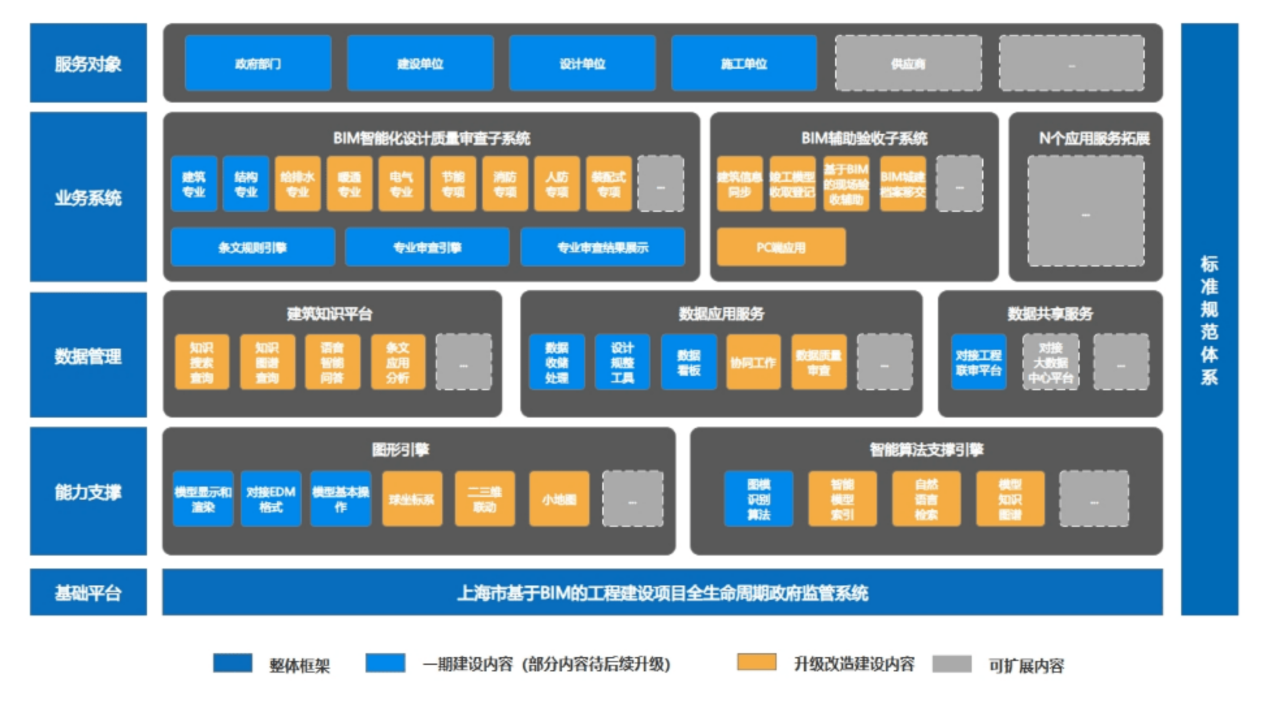 服务对象
政府部门
建设单位
设计单位
施工单位
供应商
...
业务系统
BIM智能化设计质量审查子系统
建筑
专业
结构
专业
给排水
专业
暖通
专业
电气
专业
节能
专项
消防
专项
人防
专项
装配式
专项
...
条文规则引擎
专业审查引擎
专业审查结果展示
BIM辅助验收子系统
建筑信息
同步
竣工模型
收取登记
基于BIM
的现场验
收辅助
BIM城建
档案移交
...
PC端应用
N个应用服务拓展
...
数据管理
建筑知识平台
知识
搜索
查询
知识
图谱
查询
语言
智能
问答
条文
应用
分析
...
数据应用服务
数据
收储
处理
设计
规整
工具
数据
看板
协同工作
数据质量
审查
...
数据共享服务
对接工程
联审平台
对接
大数据
中心平台
...
能力支撑
图形引擎
模型显示和
渲染
对接EDM
格式
模型基本操
作
球坐标系
二三维
联动
小地图
...
智能算法支撑引擎
图模
识别
算法
智能
模型
索引
自然
语言
检索
模型
知识
图谱
...
基础平台
上海市基于BIM的工程建设项目全生命周期政府监管系统
标准规范体系
整体框架
一期建设内容（部分内容待后续升级）
升级改造建设内容
可扩展内容